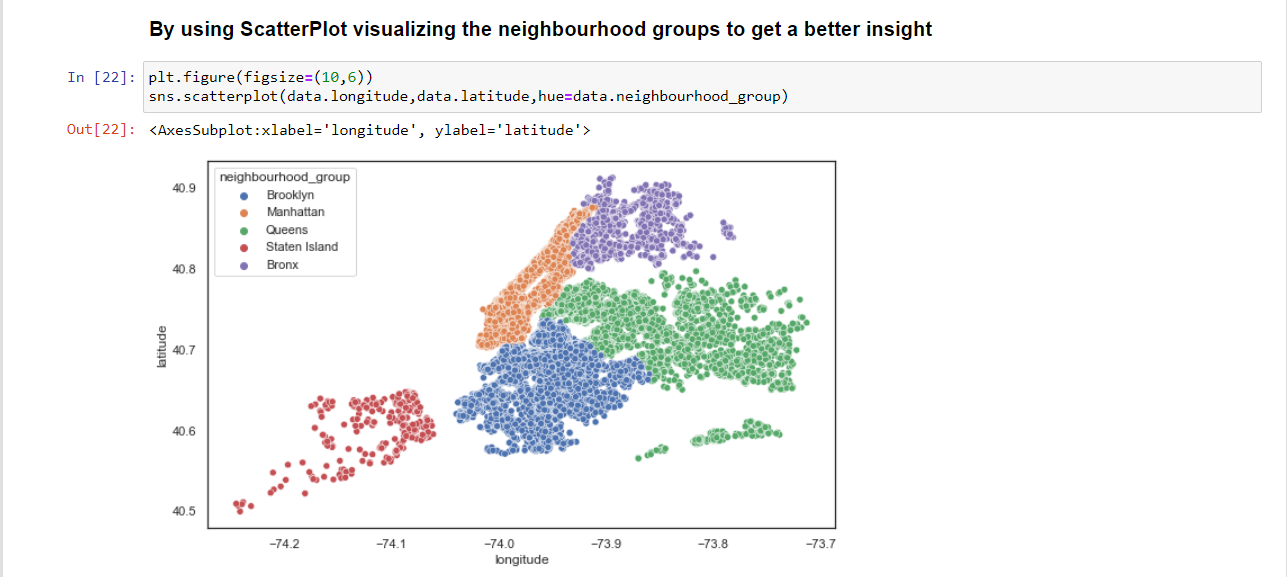 By using ScatterPlot visualizing the neighbourhood groups to get a better insight
In [22]: plt.figure(figsize=(10,6))
sns.scatterplot(data.longitude,data.latitude,hue=data.neighbourhood_group)
Out[22]: <AxesSubplot:xlabel='longitude', ylabel='latitude'>
neighbourhood_group
Brooklyn
Manhattan
Queens
Staten Island
Bronx
latitude
40.9
40.8
40.7
40.6
40.5
−74.2 −74.1 −74.0 −73.9 −73.8 −73.7
longitude